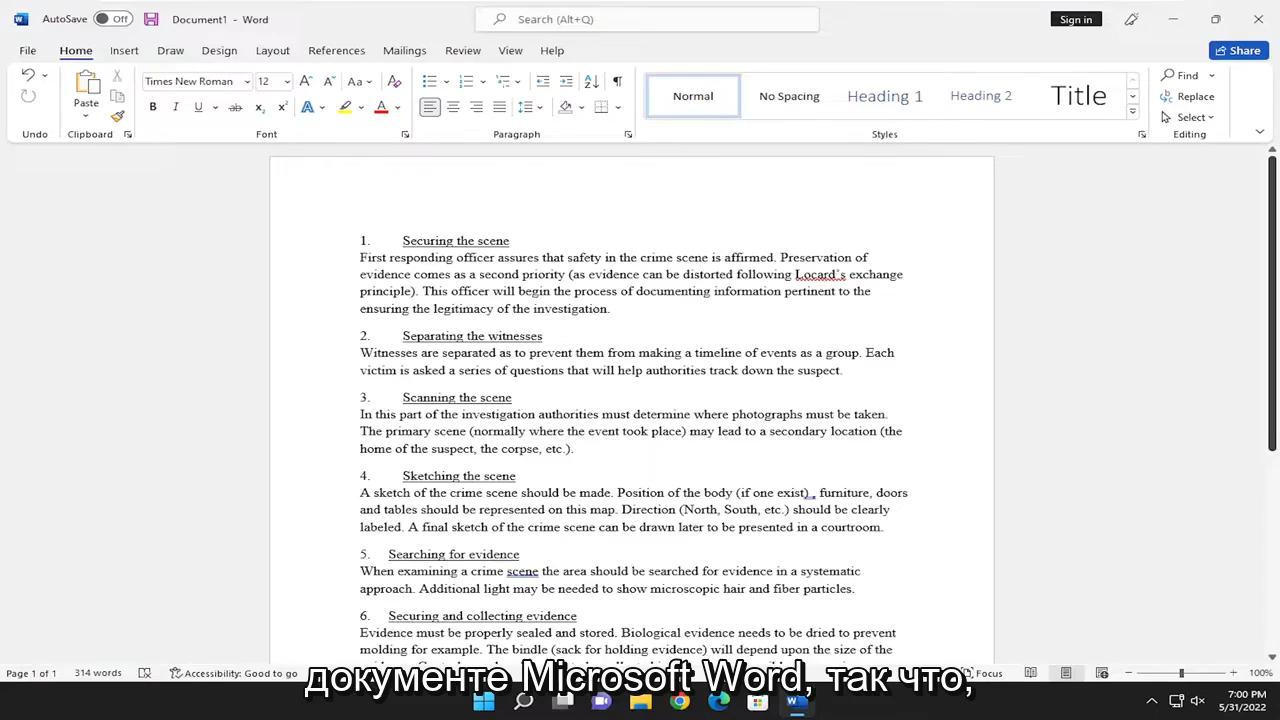 AutoSave Off Document1 - Word Search (Alt+Q) Sign in
File Home Insert Draw Design Layout References Mailings Review View Help Share
Times New Roman 12 Aa Find
Paste Normal No Spacing Heading 1 Heading 2 Title Replace
B I U ab x₂ x² A A Select
Undo Clipboard Font Paragraph Styles Editing
1. Securing the scene
First responding officer assures that safety in the crime scene is affirmed. Preservation of
evidence comes as a second priority (as evidence can be distorted following Locard's exchange
principle). This officer will begin the process of documenting information pertinent to the
ensuring the legitimacy of the investigation.
2. Separating the witnesses
Witnesses are separated as to prevent them from making a timeline of events as a group. Each
victim is asked a series of questions that will help authorities track down the suspect.
3. Scanning the scene
In this part of the investigation authorities must determine where photographs must be taken.
The primary scene (normally where the event took place) may lead to a secondary location (the
home of the suspect, the corpse, etc.).
4. Sketching the scene
A sketch of the crime scene should be made. Position of the body (if one exist) , furniture, doors
and tables should be represented on this map. Direction (North, South, etc.) should be clearly
labeled. A final sketch of the crime scene can be drawn later to be presented in a courtroom.
5. Searching for evidence
When examining a crime scene the area should be searched for evidence in a systematic
approach. Additional light may be needed to show microscopic hair and fiber particles.
6. Securing and collecting evidence
Evidence must be properly sealed and stored. Biological evidence needs to be dried to prevent
molding for example. The bindle (sack for holding evidence) will depend upon the size of the
Page 1 of 1 314 words Accessibility: Good to go Focus 100%
документе Microsoft Word, так что,
7:00 PM
5/31/2022